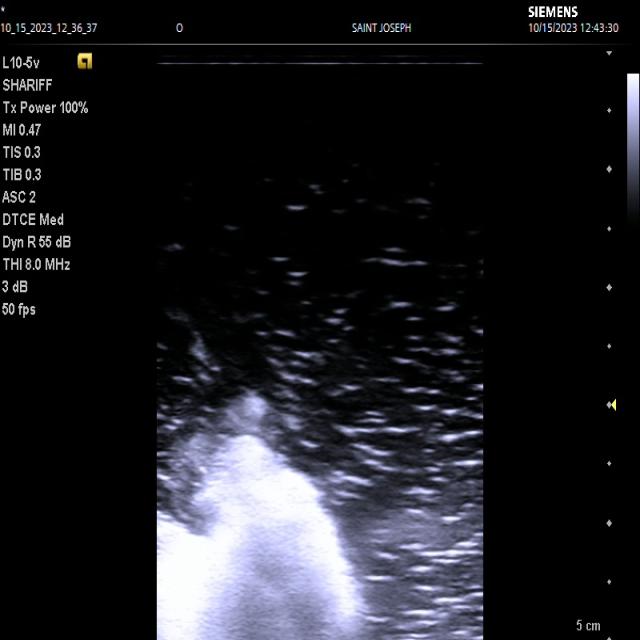 *
SIEMENS
10_15_2023_12_36_37 O SAINT JOSEPH 10/15/2023 12:43:30
L10-5v
SHARIFF
Tx Power 100%
MI 0.47
TIS 0.3
TIB 0.3
ASC 2
DTCE Med
Dyn R 55 dB
THI 8.0 MHz
3 dB
50 fps
5 cm